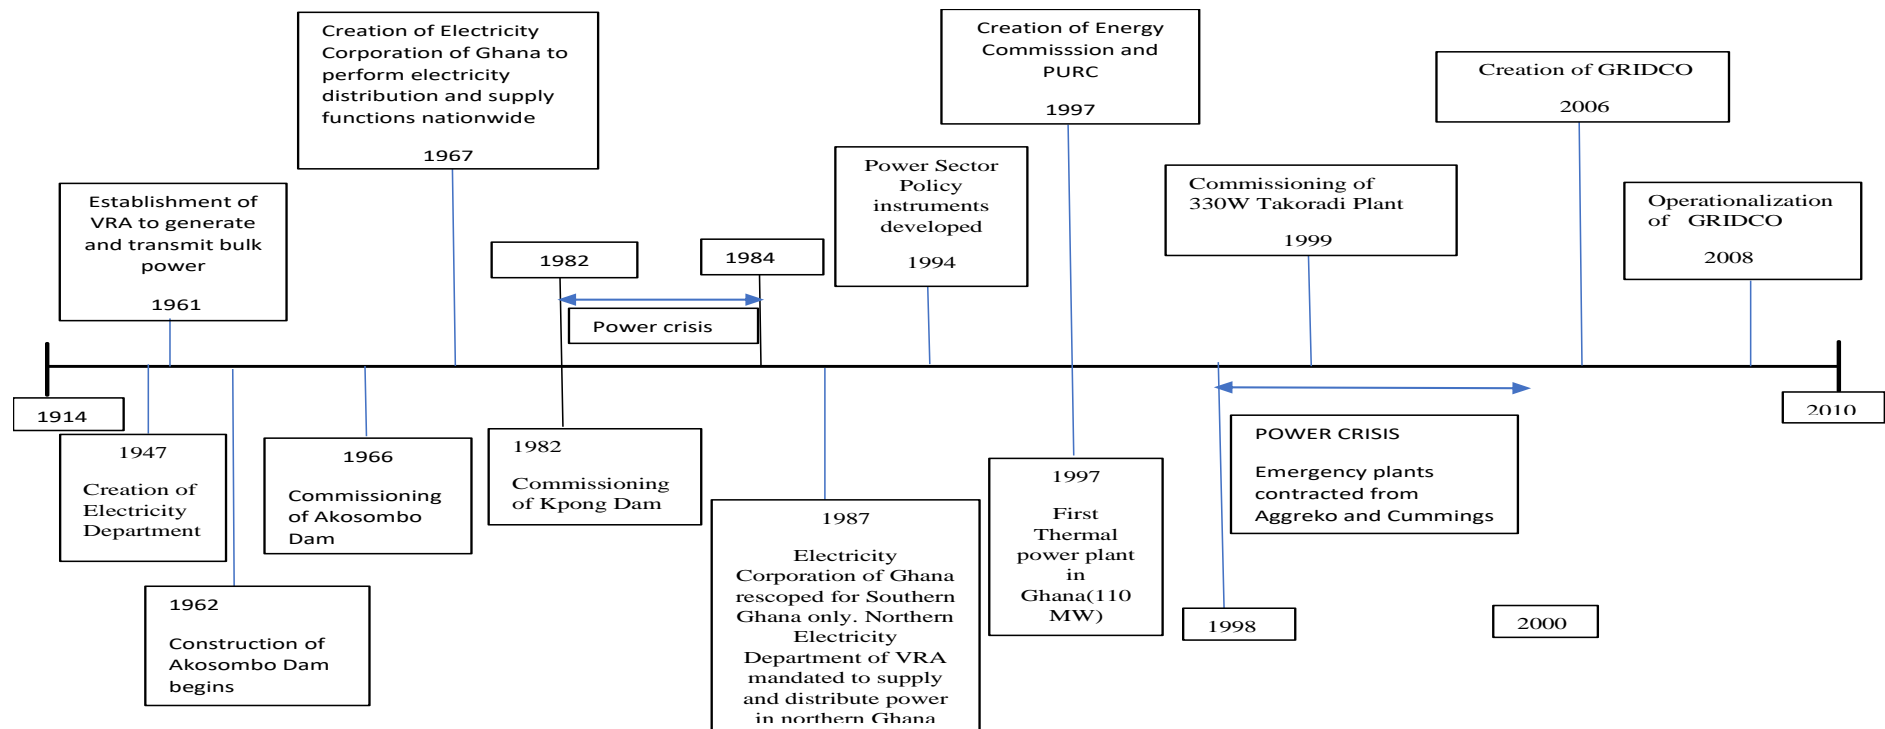 Creation of Electricity
Corporation of Ghana to
perform electricity
distribution and supply
functions nationwide
1967
Creation of Energy
Commisssion and
PURC
1997
Creation of GRIDCO
2006
Establishment of
VRA to generate
and transmit bulk
power
1961
1982
1984
Power crisis
Power Sector
Policy
instruments
developed
1994
Commissioning of
330W Takoradi Plant
1999
Operationalization
of GRIDCO
2008
1914
2010
1947
Creation of
Electricity
Department
1962
Construction of
Akosombo Dam
begins
1966
Commissioning
of Akosombo
Dam
1982
Commissioning
of Kpong Dam
1987
Electricity
Corporation of Ghana
rescoped for Southern
Ghana only. Northern
Electricity
Department of VRA
mandated to supply
and distribute power
in northern Ghana
1997
First
Thermal
power plant
in
Ghana(110
MW)
POWER CRISIS
Emergency plants
contracted from
Aggreko and Cummings
1998
2000